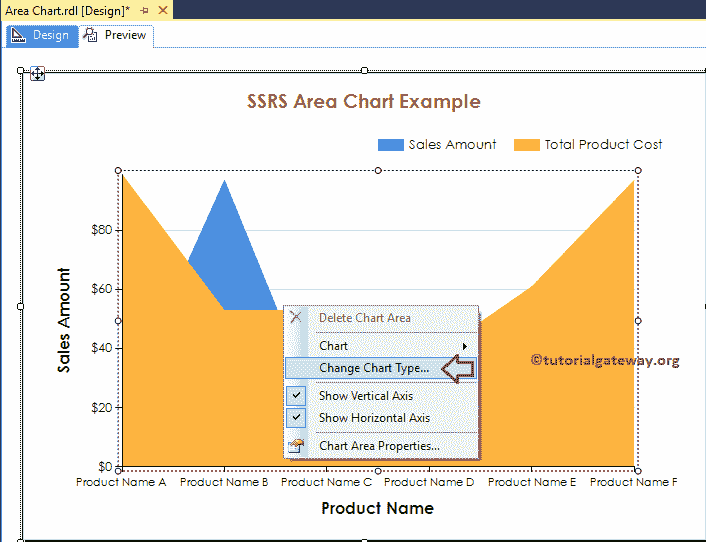 Area Chart.rdl [Design]*
Design Preview
SSRS Area Chart Example
Sales Amount Total Product Cost
$80
$60
$40
$20
$0
Sales Amount
Delete Chart Area
Chart
Change Chart Type...
Show Vertical Axis
Show Horizontal Axis
Chart Area Properties...
©tutorialgateway.org
Product Name A Product Name B Product Name C Product Name D Product Name E Product Name F
Product Name